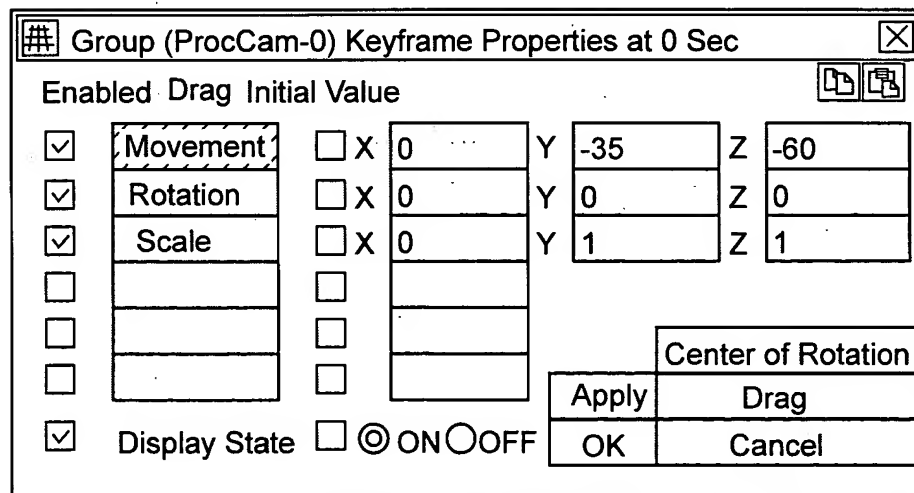 Group (ProcCam-0) Keyframe Properties at 0 Sec
Enabled Drag Initial Value
Movement X 0 Y -35 Z -60
Rotation X 0 Y 0 Z 0
Scale X 0 Y 1 Z 1
Center of Rotation
Apply Drag
Display State ON OFF OK Cancel